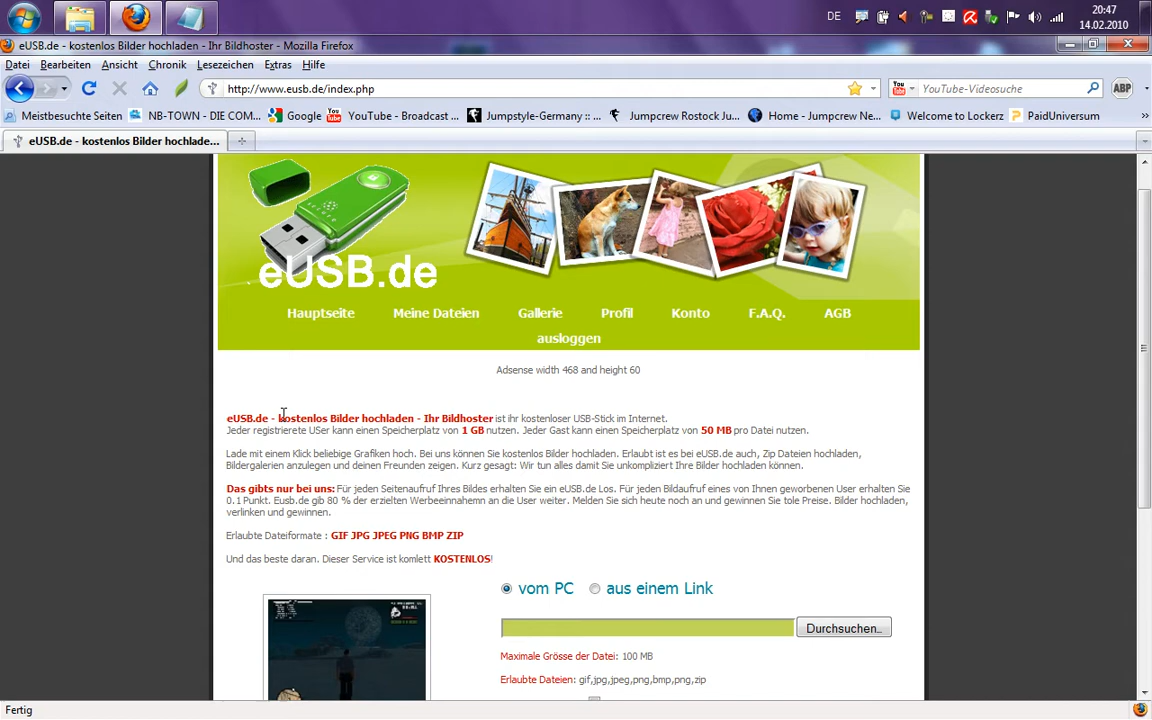 DE
20:47
14.02.2010
eUSB.de - kostenlos Bilder hochladen - Ihr Bildhoster - Mozilla Firefox
Datei Bearbeiten Ansicht Chronik Lesezeichen Extras Hilfe
http://www.eusb.de/index.php
You Tube
YouTube-Videosuche
ABP
Meistbesuchte Seiten NB-TOWN - DIE COM... Google YouTube - Broadcast ... Jumpstyle-Germany :: ... Jumpcrew Rostock Ju... Home - Jumpcrew Ne... Welcome to Lockerz PaidUniversum »
eUSB.de - kostenlos Bilder hochlade...
eUSB.de
Hauptseite Meine Dateien Gallerie Profil Konto F.A.Q. AGB
ausloggen
Adsense width 468 and height 60
eUSB.de - kostenlos Bilder hochladen - Ihr Bildhoster ist ihr kostenloser USB-Stick im Internet.
Jeder registrierete USer kann einen Speicherplatz von 1 GB nutzen. Jeder Gast kann einen Speicherplatz von 50 MB pro Datei nutzen.
Lade mit einem Klick beliebige Grafiken hoch. Bei uns können Sie kostenlos Bilder hochladen. Erlaubt ist es bei eUSB.de auch, Zip Dateien hochladen,
Bildergalerien anzulegen und deinen Freunden zeigen. Kurz gesagt: Wir tun alles damit Sie unkompliziert Ihre Bilder hochladen können.
Das gibts nur bei uns: Für jeden Seitenaufruf Ihres Bildes erhalten Sie ein eUSB.de Los. Für jeden Bildaufruf eines von Ihnen geworbenen User erhalten Sie
0.1 Punkt. Eusb.de gib 80 % der erzielten Werbeeinnahemn an die User weiter. Melden Sie sich heute noch an und gewinnen Sie tole Preise. Bilder hochladen,
verlinken und gewinnen.
Erlaubte Dateiformate : GIF JPG JPEG PNG BMP ZIP
Und das beste daran. Dieser Service ist komlett KOSTENLOS!
vom PC aus einem Link
Durchsuchen...
Maximale Grösse der Datei: 100 MB
Erlaubte Dateien: gif,jpg,jpeg,png,bmp,png,zip
Fertig